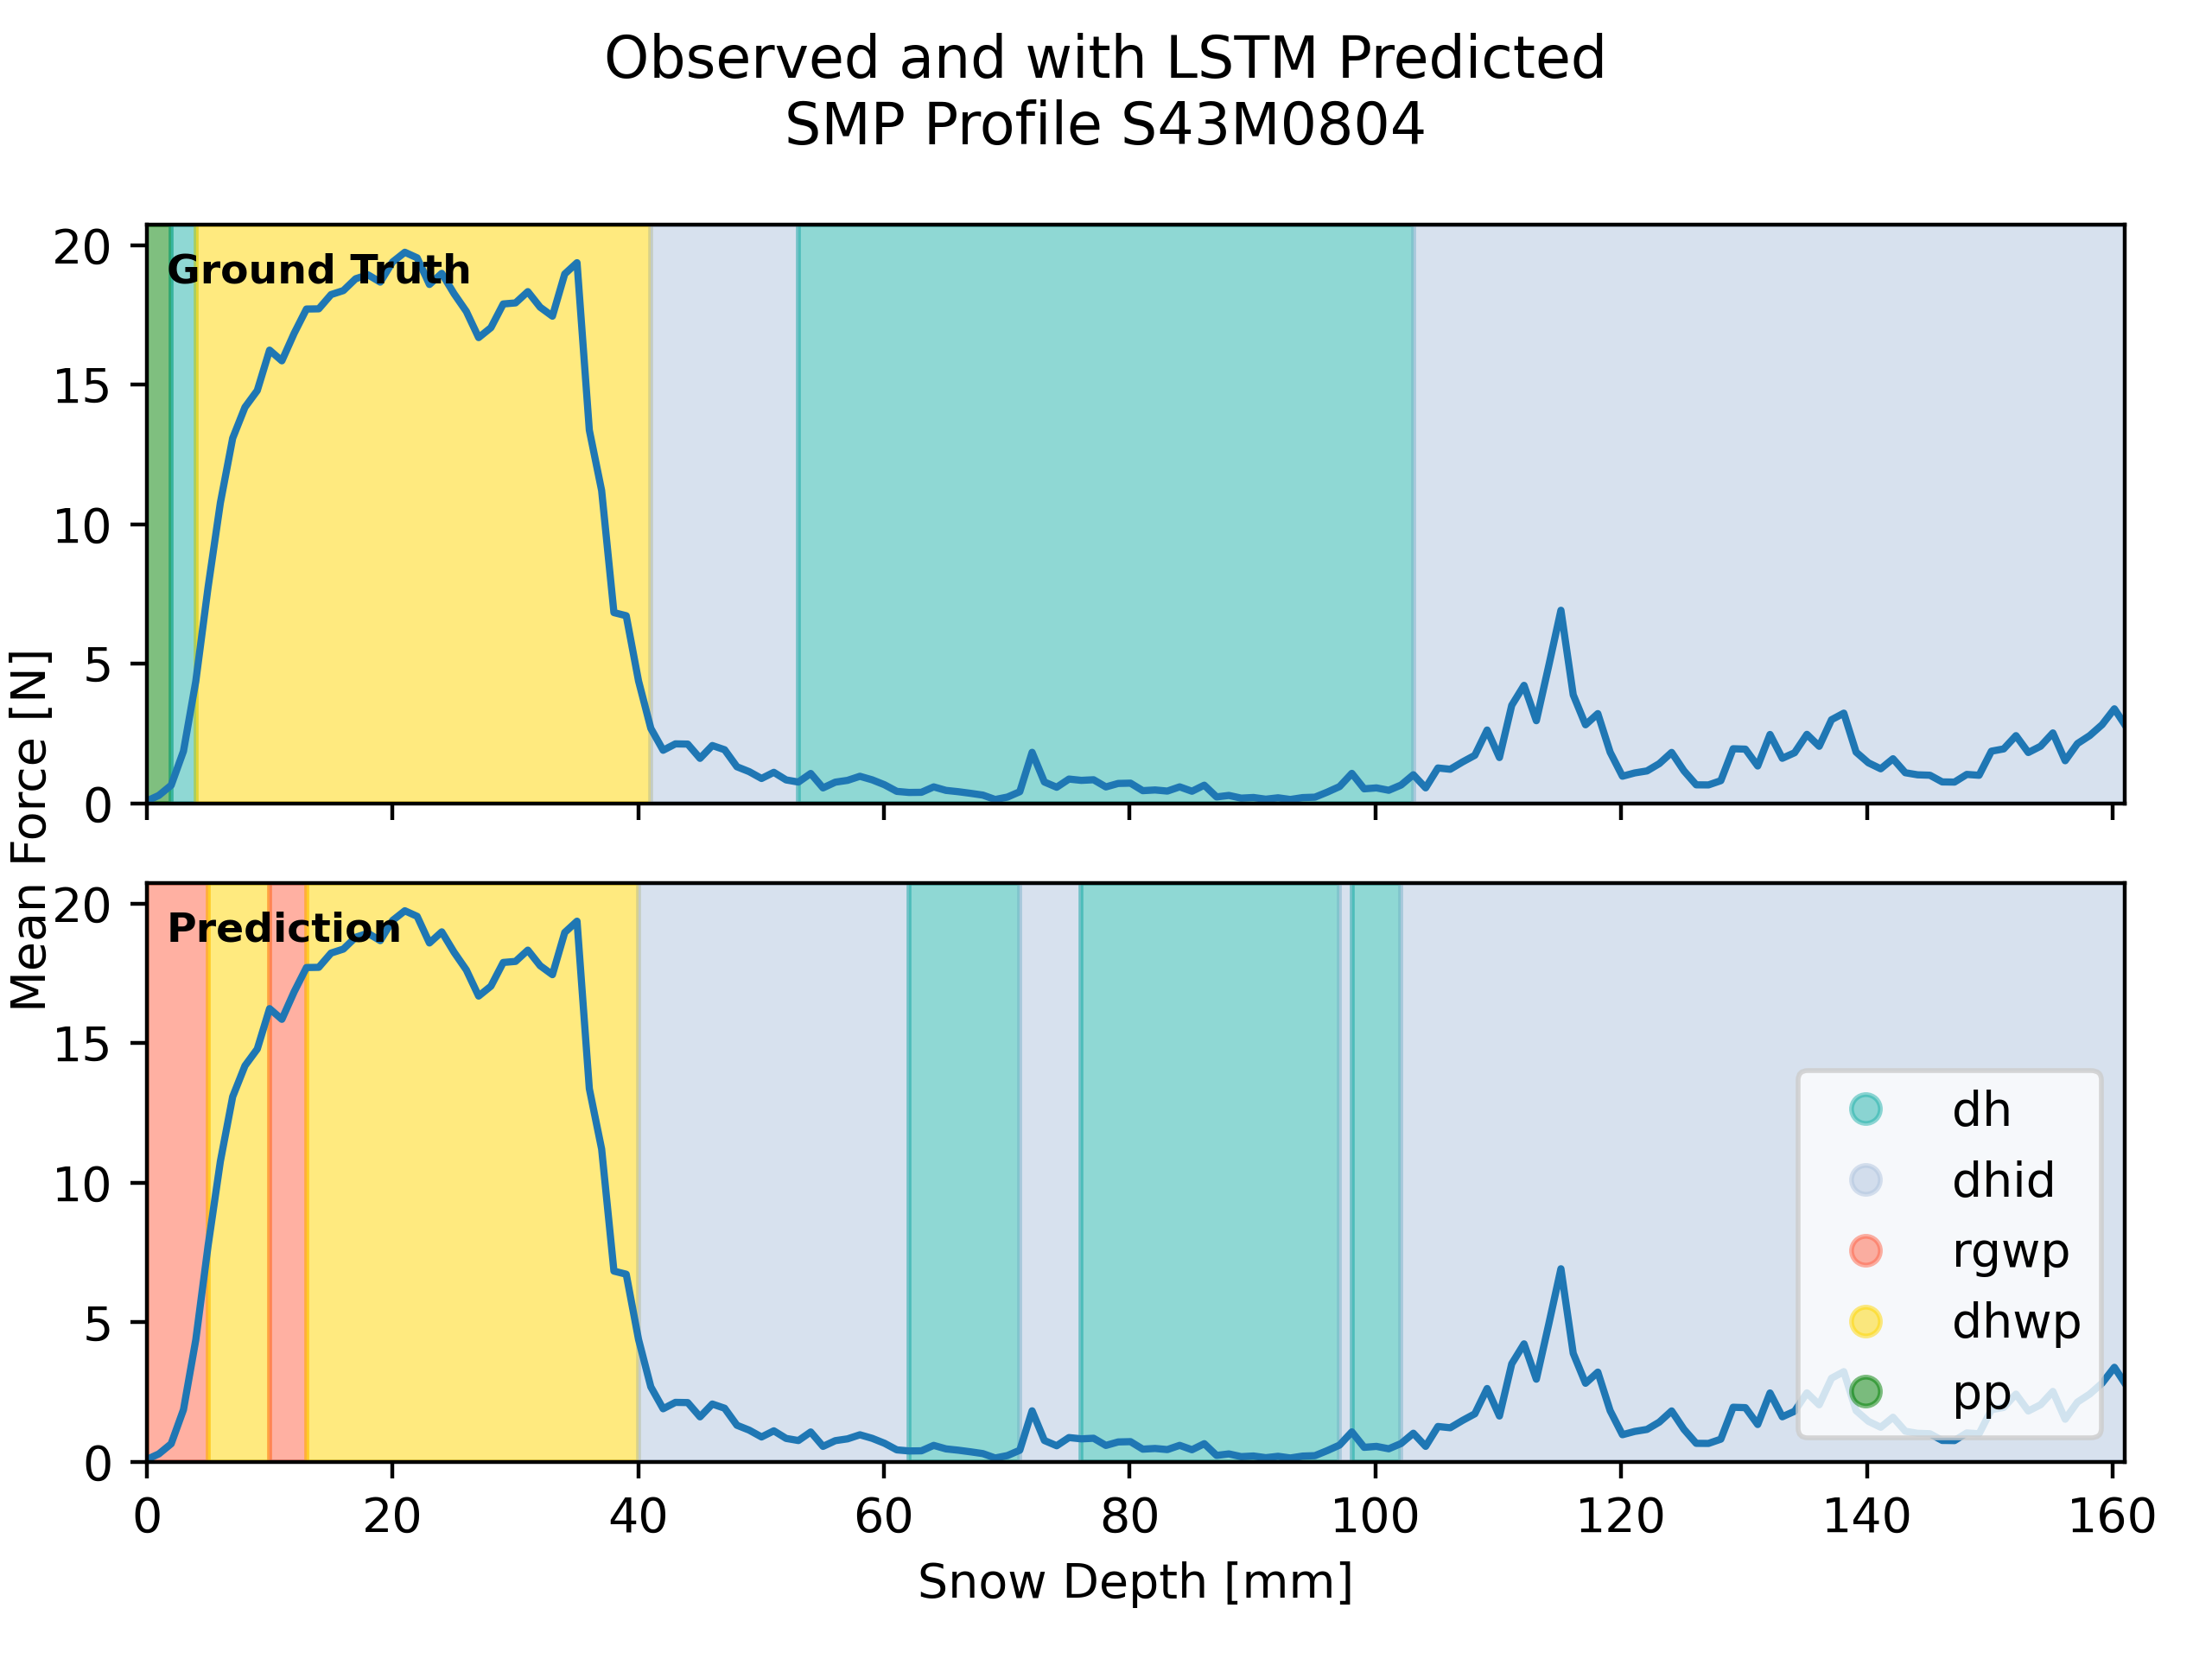 Observed and with LSTM Predicted
SMP Profile S43M0804
Mean Force [N]
20
15
10
5
0
Ground Truth
20
15
10
5
0
Prediction
dh
dhid
rgwp
dhwp
pp
0 20 40 60 80 100 120 140 160
Snow Depth [mm]